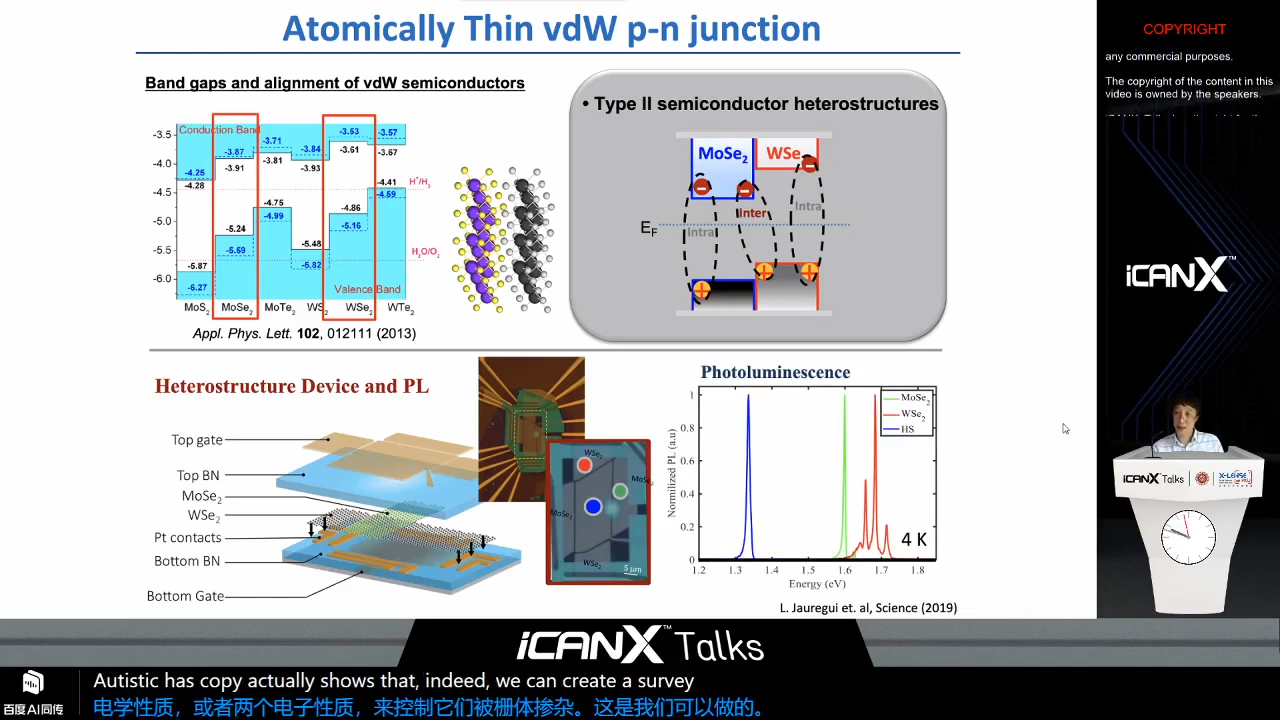 Atomically Thin vdW p-n junction
Band gaps and alignment of vdW semiconductors
Conduction Band
-3.5
-4.0
-4.5
-5.0
-5.5
-6.0
-4.25
-4.28
-3.87
-3.91
-3.71
-3.81
-3.84
-3.93
-3.53
-3.61
-3.57
-3.67
-5.87
-6.27
-5.24
-5.59
-4.75
-4.99
-5.48
-5.82
-4.86
-5.16
-4.41
-4.59
H⁺/H₂
H₂O/O₂
Valence Band
MoS₂ MoSe₂ MoTe₂ WS₂ WSe₂ WTe₂
Appl. Phys. Lett. 102, 012111 (2013)
• Type II semiconductor heterostructures
MoSe₂ WSe
Intra
Inter
Intra
E_F
Heterostructure Device and PL
Top gate
Top BN
MoSe₂
WSe₂
Pt contacts
Bottom BN
Bottom Gate
WSe₂
MoSe₂
MoSe₂
WSe₂
5 μm
Photoluminescence
MoSe₂
WSe₂
HS
Normilized PL (a.u)
1
0.8
0.6
0.4
0.2
0
4 K
1.2 1.3 1.4 1.5 1.6 1.7 1.8
Energy (eV)
L. Jauregui et. al, Science (2019)
COPYRIGHT
any commercial purposes.
The copyright of the content in this
video is owned by the speakers.
iCANX™
iCANX Talks
X-LENSE
iCANX™ Talks
百度AI同传
Autistic has copy actually shows that, indeed, we can create a survey
电学性质，或者两个电子性质，来控制它们被栅体掺杂。这是我们可以做的。